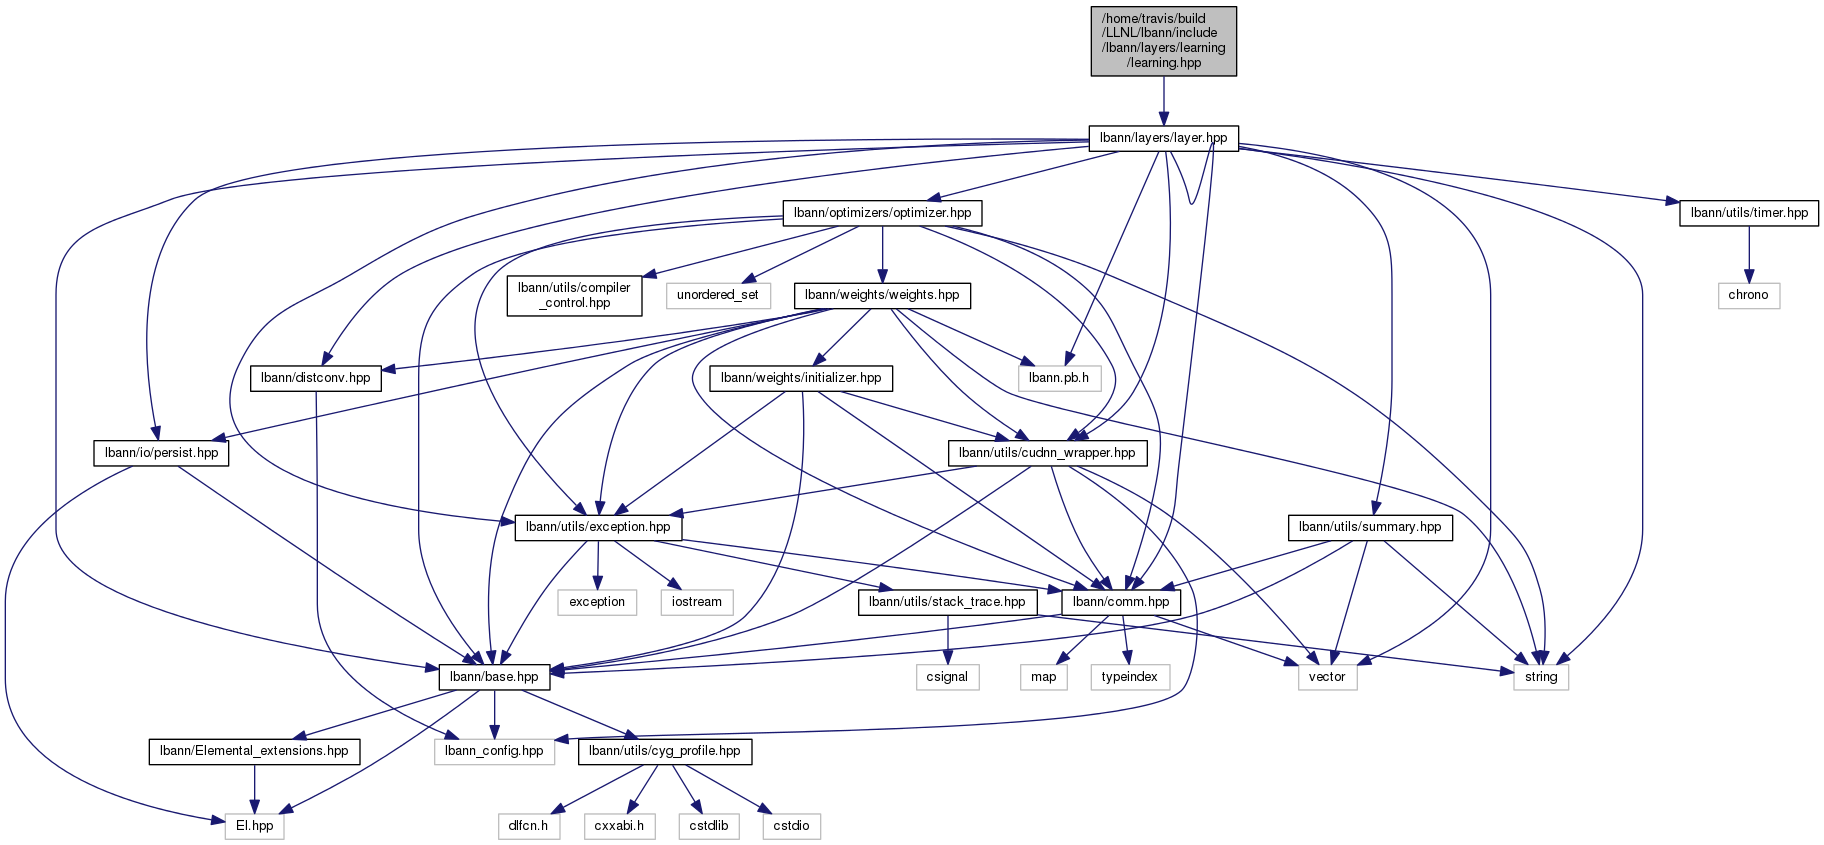 /home/travis/build
/LLNL/lbann/include
/lbann/layers/learning
/learning.hpp
lbann/layers/layer.hpp
lbann/optimizers/optimizer.hpp
lbann/utils/timer.hpp
lbann/utils/compiler
_control.hpp
unordered_set
lbann/weights/weights.hpp
chrono
lbann/distconv.hpp
lbann/weights/initializer.hpp
lbann.pb.h
lbann/io/persist.hpp
lbann/utils/cudnn_wrapper.hpp
lbann/utils/exception.hpp
lbann/utils/summary.hpp
exception
iostream
lbann/utils/stack_trace.hpp
lbann/comm.hpp
lbann/base.hpp
csignal
map
typeindex
vector
string
lbann/Elemental_extensions.hpp
lbann_config.hpp
lbann/utils/cyg_profile.hpp
El.hpp
dlfcn.h
cxxabi.h
cstdlib
cstdio